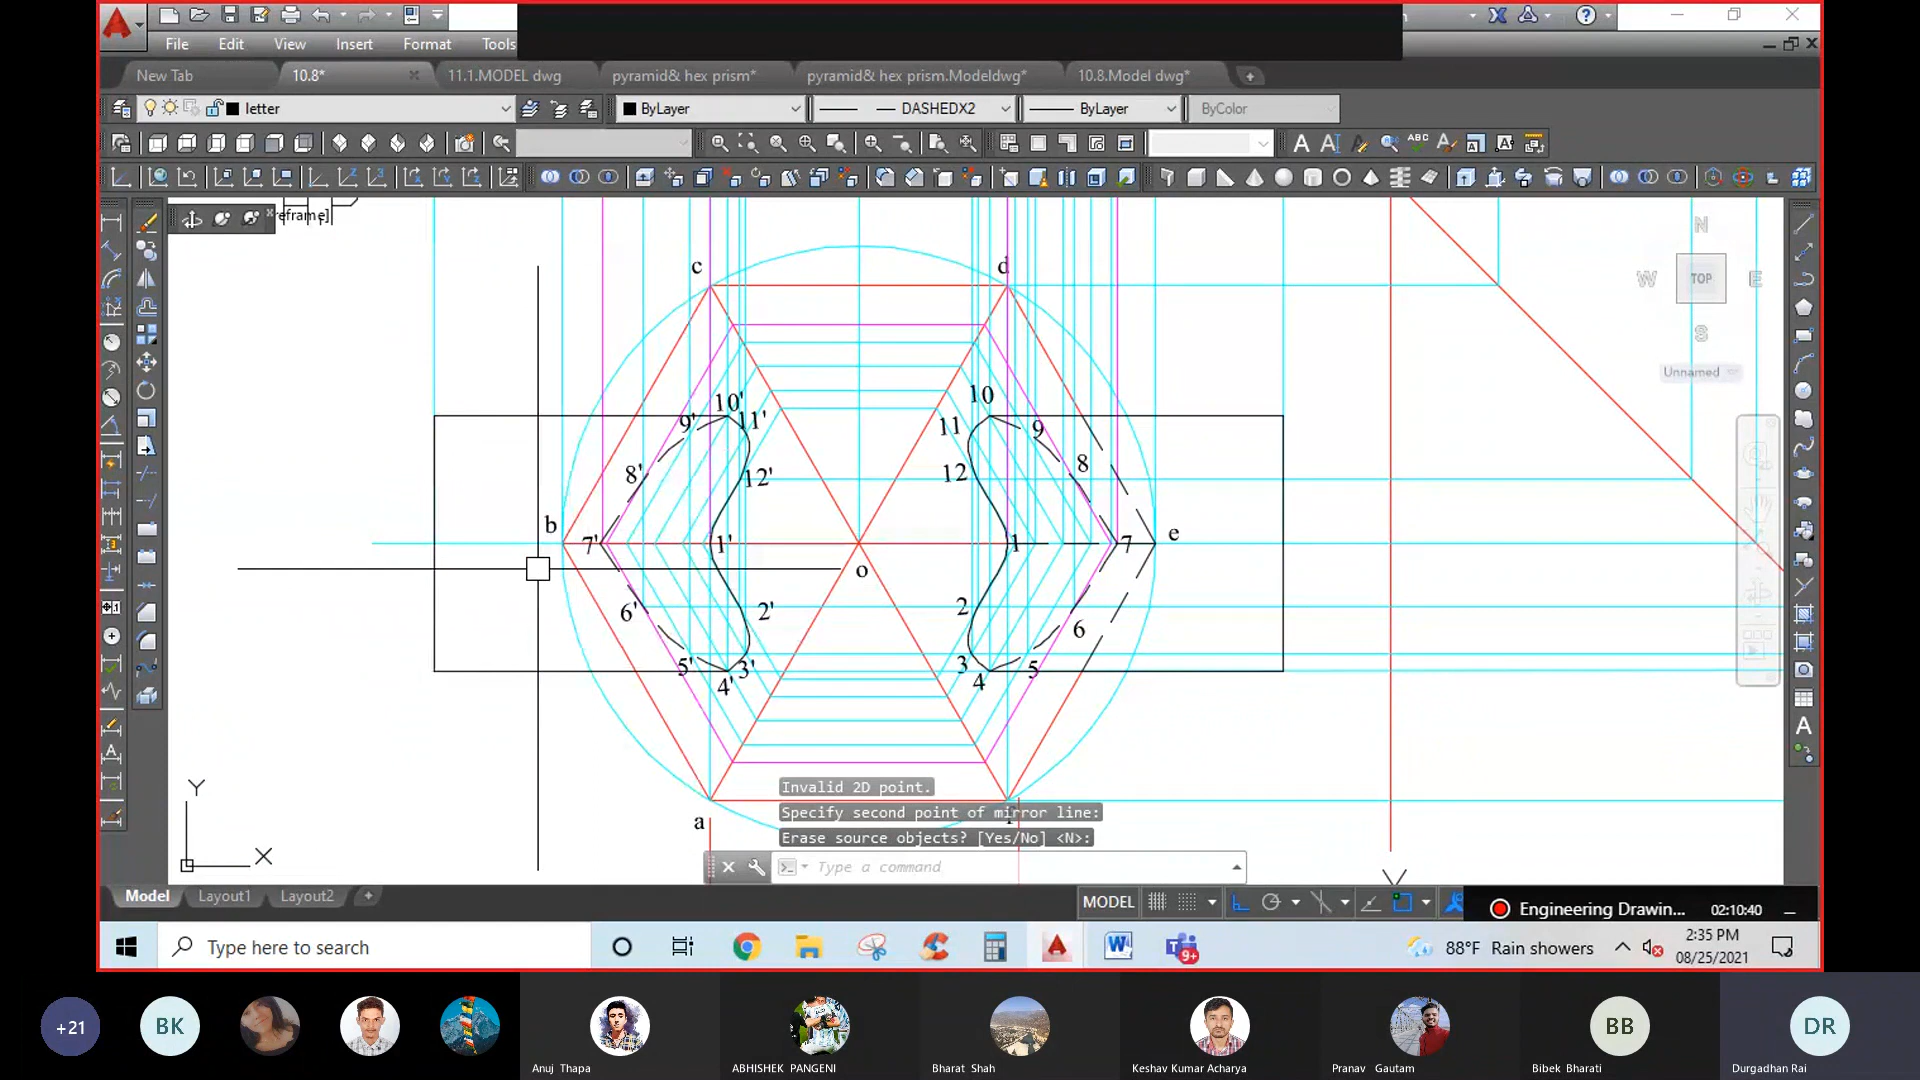 File Edit View Insert Format Tools
New Tab 10.8* 11.1.MODEL dwg pyramid& hex prism* pyramid& hex prism.Modeldwg* 10.8.Model dwg*
letter ByLayer DASHEDX2 ByLayer ByColor
reframe]
N
W TOP E
S
Unnamed
c d
10' 10
9' 11' 11 9
8' 12' 12 8
b 7' 1' 1 7 e
o
6' 2' 2 6
5' 4' 3' 3 4 5
a
Y
X
Invalid 2D point.
Specify second point of mirror line:
Erase source objects? [Yes/No] <N>:
Type a command
Model Layout1 Layout2 MODEL
Engineering Drawin... 02:10:40
Type here to search
9+
88°F Rain showers
2:35 PM
08/25/2021
+21 BK BB DR
Anuj Thapa ABHISHEK PANGENI Bharat Shah Keshav Kumar Acharya Pranav Gautam Bibek Bharati Durgadhan Rai